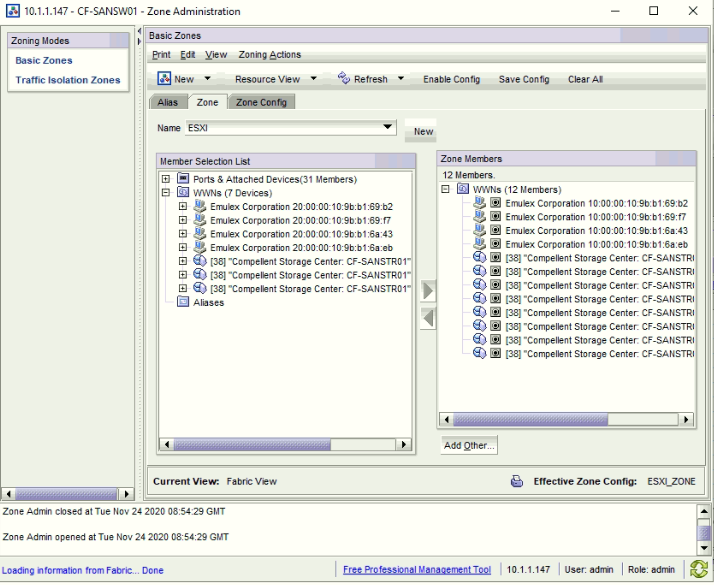 10.1.1.147 - CF-SANSW01 - Zone Administration
Zoning Modes
Basic Zones
Traffic Isolation Zones
Basic Zones
Print Edit View Zoning Actions
New Resource View Refresh Enable Config Save Config Clear All
Alias Zone Zone Config
Name ESXI New
Member Selection List
Ports & Attached Devices(31 Members)
WWNs (7 Devices)
Emulex Corporation 20:00:00:10:9b:b1:69:b2
Emulex Corporation 20:00:00:10:9b:b1:69:f7
Emulex Corporation 20:00:00:10:9b:b1:6a:43
Emulex Corporation 20:00:00:10:9b:b1:6a:eb
[38] "Compellent Storage Center: CF-SANSTR01"
[38] "Compellent Storage Center: CF-SANSTR01"
[38] "Compellent Storage Center: CF-SANSTR01"
Aliases
Zone Members
12 Members.
WWNs (12 Members)
Emulex Corporation 10:00:00:10:9b:b1:69:b2
Emulex Corporation 10:00:00:10:9b:b1:69:f7
Emulex Corporation 10:00:00:10:9b:b1:6a:43
Emulex Corporation 10:00:00:10:9b:b1:6a:eb
[38] "Compellent Storage Center: CF-SANSTR
[38] "Compellent Storage Center: CF-SANSTR
[38] "Compellent Storage Center: CF-SANSTR
[38] "Compellent Storage Center: CF-SANSTR
[38] "Compellent Storage Center: CF-SANSTR
[38] "Compellent Storage Center: CF-SANSTR
[38] "Compellent Storage Center: CF-SANSTR
[38] "Compellent Storage Center: CF-SANSTR
Add Other...
Current View: Fabric View
Effective Zone Config: ESXI_ZONE
Zone Admin closed at Tue Nov 24 2020 08:54:29 GMT
Zone Admin opened at Tue Nov 24 2020 08:54:29 GMT
Loading information from Fabric... Done
Free Professional Management Tool 10.1.1.147 User: admin Role: admin